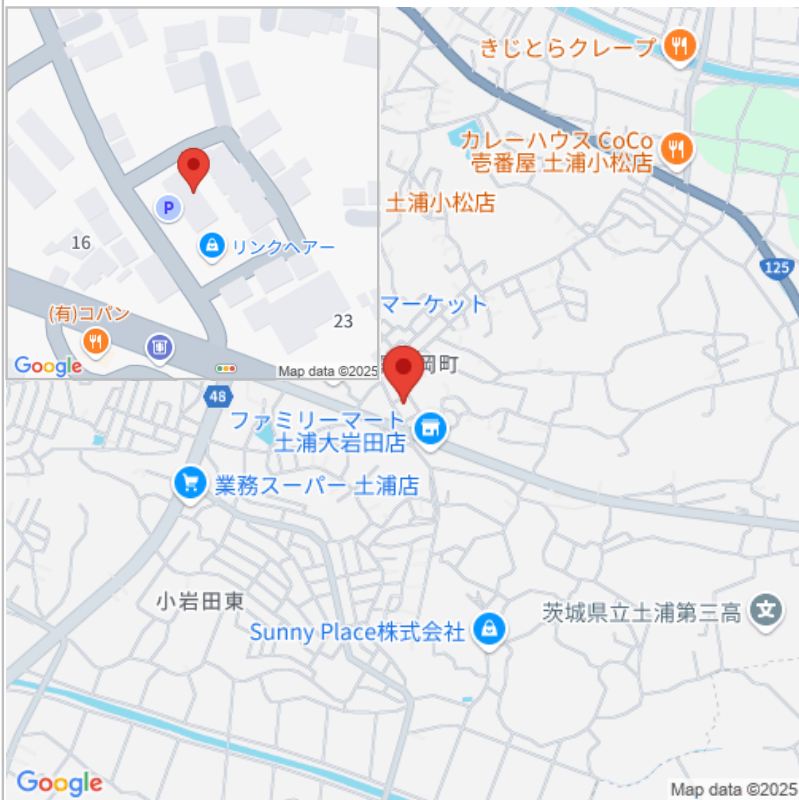 16
リンクヘアー
P
(有)コパン
23
Google
Map data ©2025
きじとらクレープ
カレーハウス CoCo
壱番屋 土浦小松店
土浦小松店
125
マーケット
岡町
48
ファミリーマート
土浦大岩田店
業務スーパー 土浦店
小岩田東
Sunny Place株式会社
茨城県立土浦第三高
文
Google
Map data ©2025